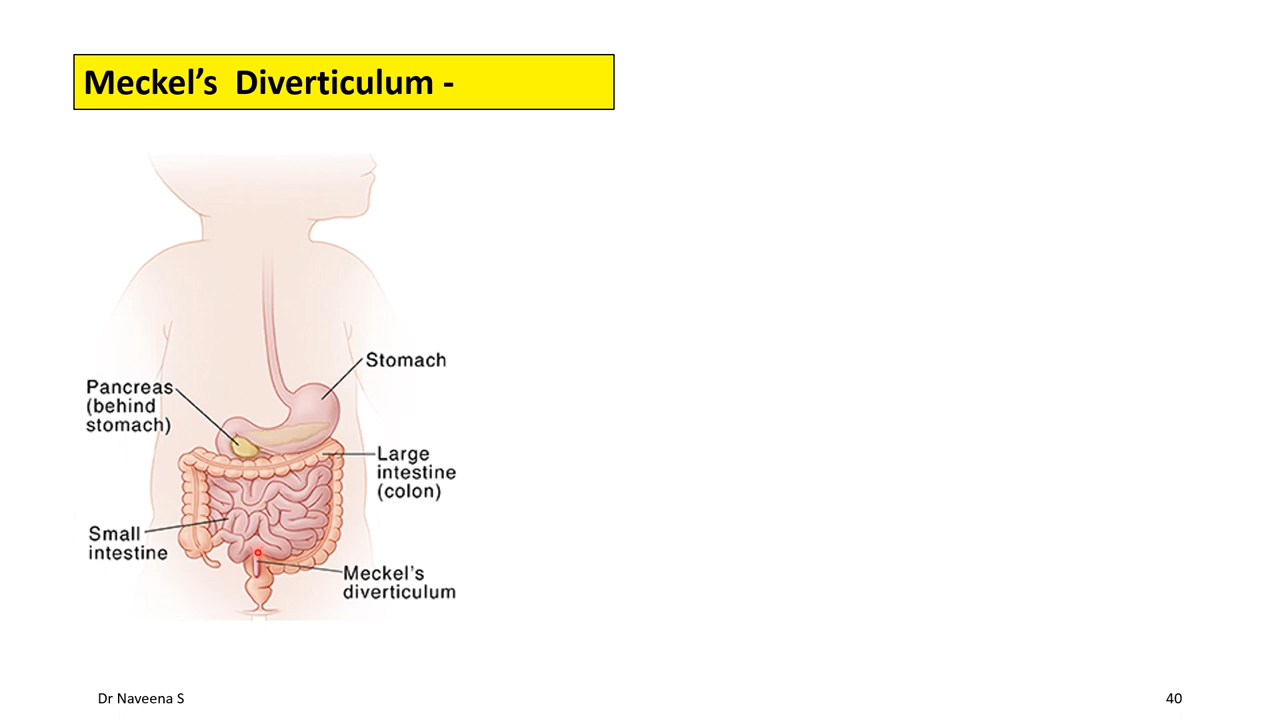 Meckel’s  Diverticulum -
Stomach
Pancreas
(behind
stomach)
Large
intestine
(colon)
Small
intestine
Meckel’s
diverticulum
Dr Naveena S
40